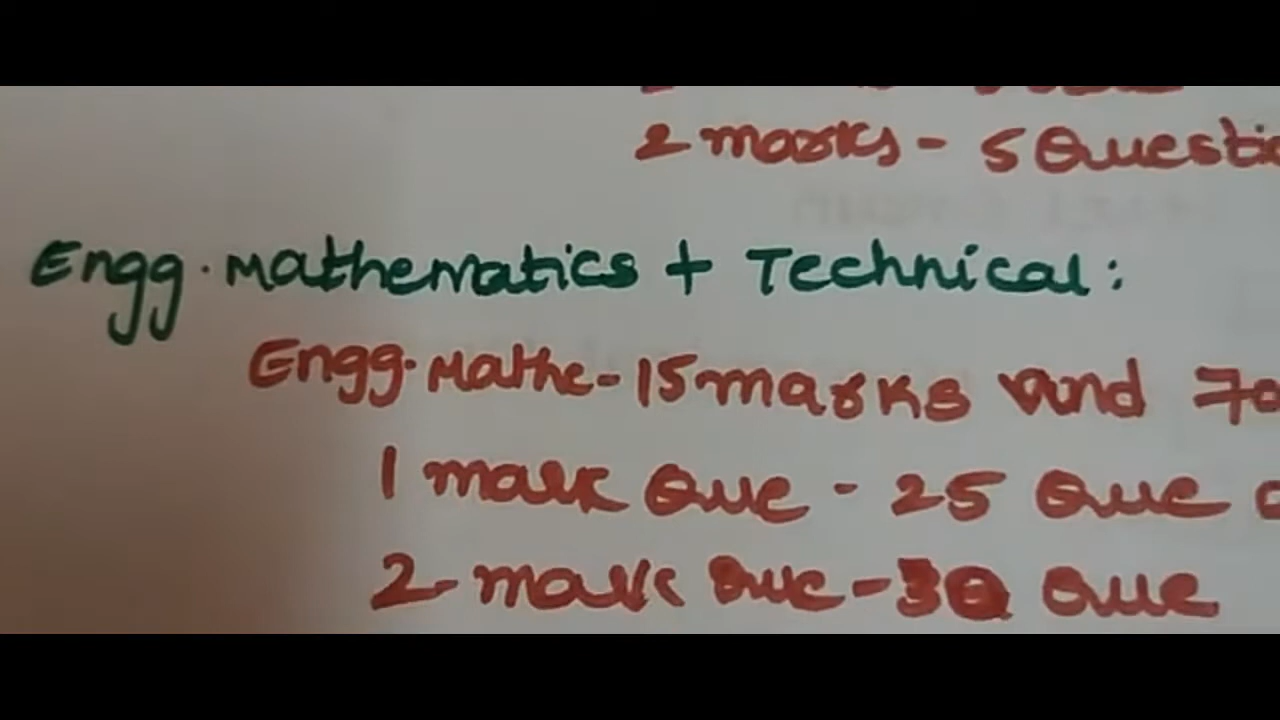 2 marks - 5 Questi
Engg. Mathematics + Technical:
Engg. Mathe - 15 marks and 70
1 mark Que - 25 Que
2 mark Que - 30 Que